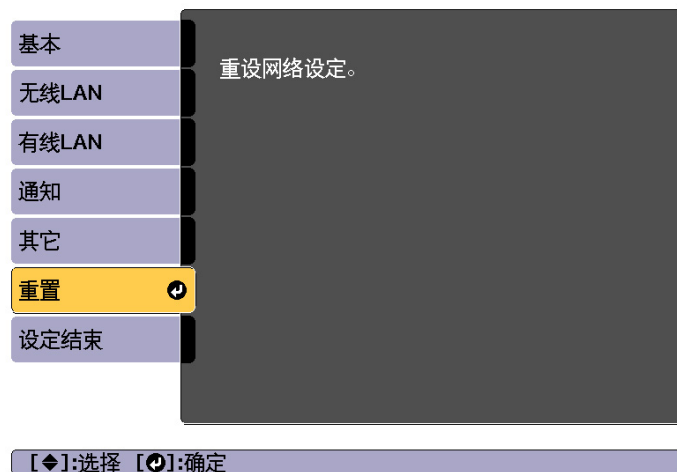 基本
无线LAN
有线LAN
通知
其它
重置
设定结束
重设网络设定。
[◆]:选择 [⏎]:确定